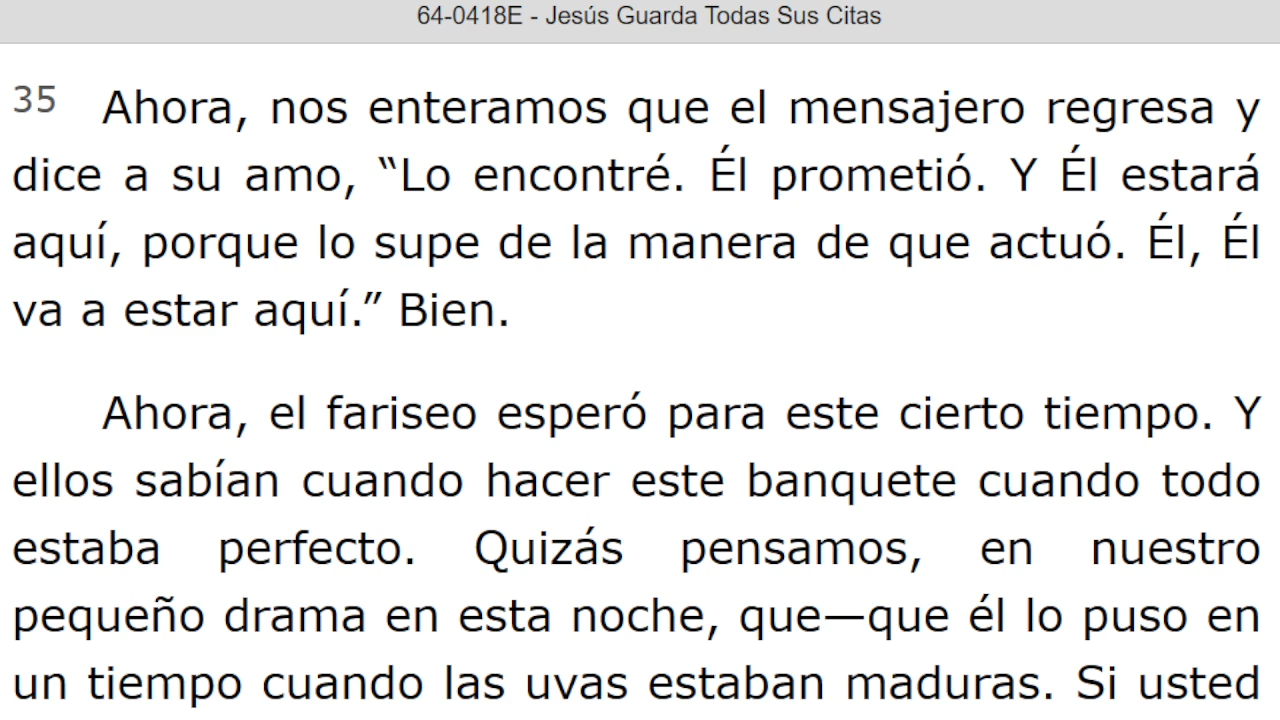 64-0418E - Jesús Guarda Todas Sus Citas
35 Ahora, nos enteramos que el mensajero regresa y
dice a su amo, “Lo encontré. Él prometió. Y Él estará
aquí, porque lo supe de la manera de que actuó. Él, Él
va a estar aquí.” Bien.
Ahora, el fariseo esperó para este cierto tiempo. Y
ellos sabían cuando hacer este banquete cuando todo
estaba perfecto. Quizás pensamos, en nuestro
pequeño drama en esta noche, que—que él lo puso en
un tiempo cuando las uvas estaban maduras. Si usted